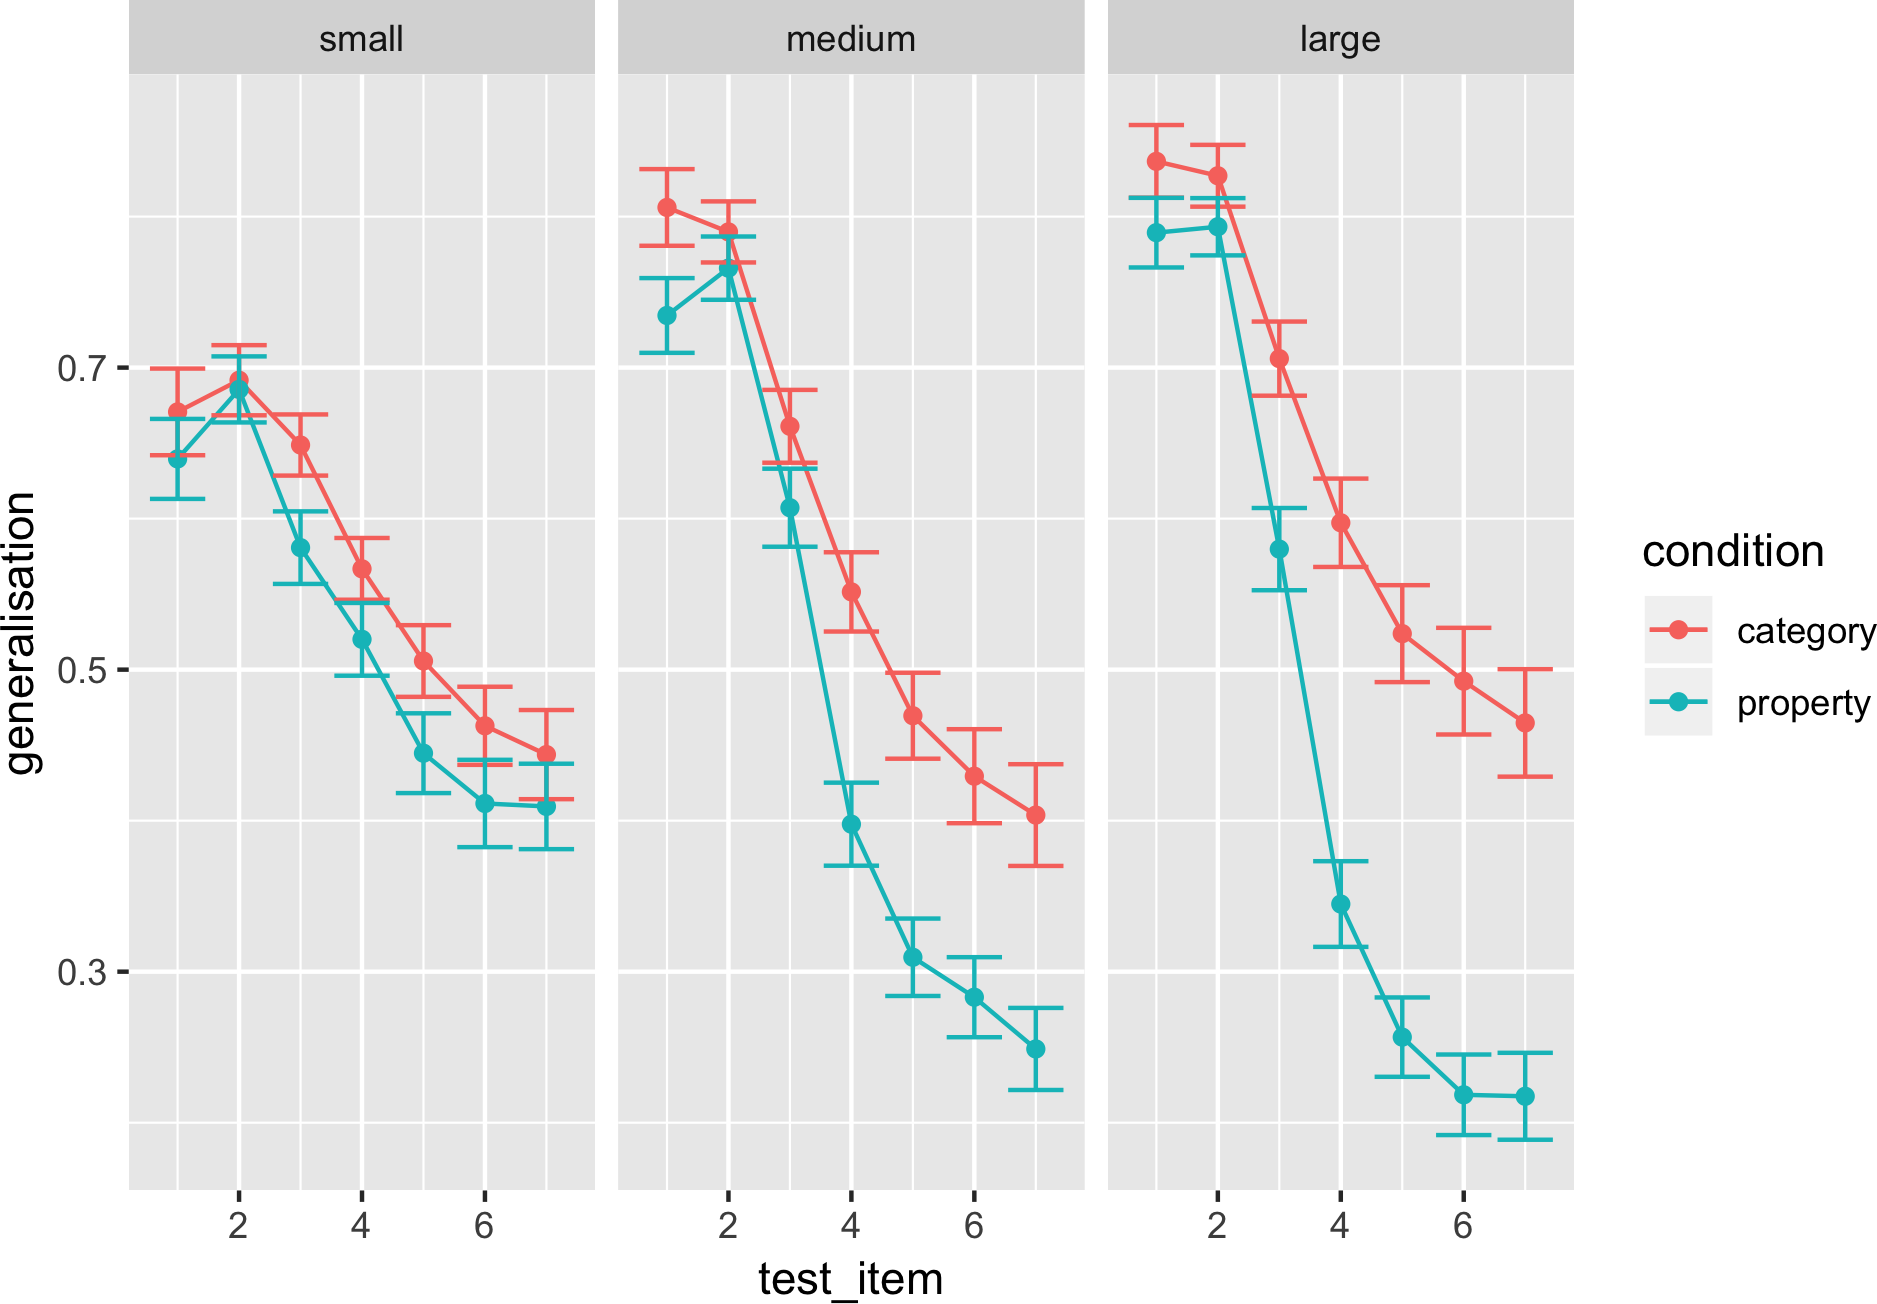 small
medium
large
generalisation
0.7
0.5
0.3
2 4 6
2 4 6
2 4 6
test_item
condition
category
property